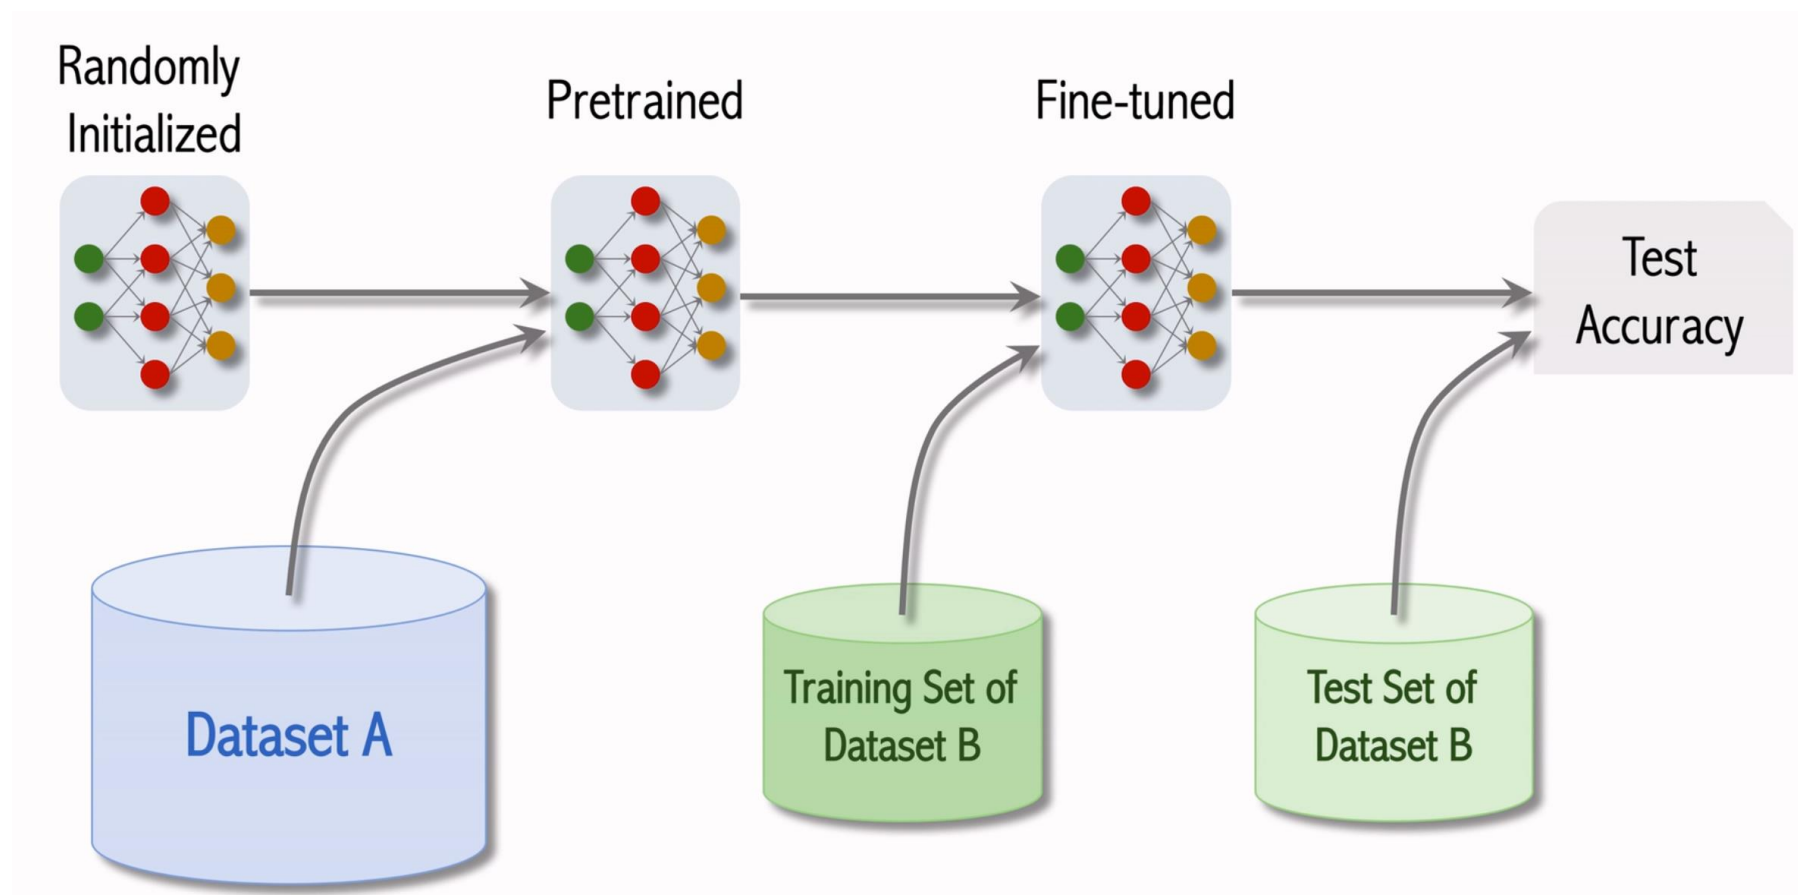 Randomly
Initialized
Pretrained
Fine-tuned
Test
Accuracy
Dataset A
Training Set of
Dataset B
Test Set of
Dataset B